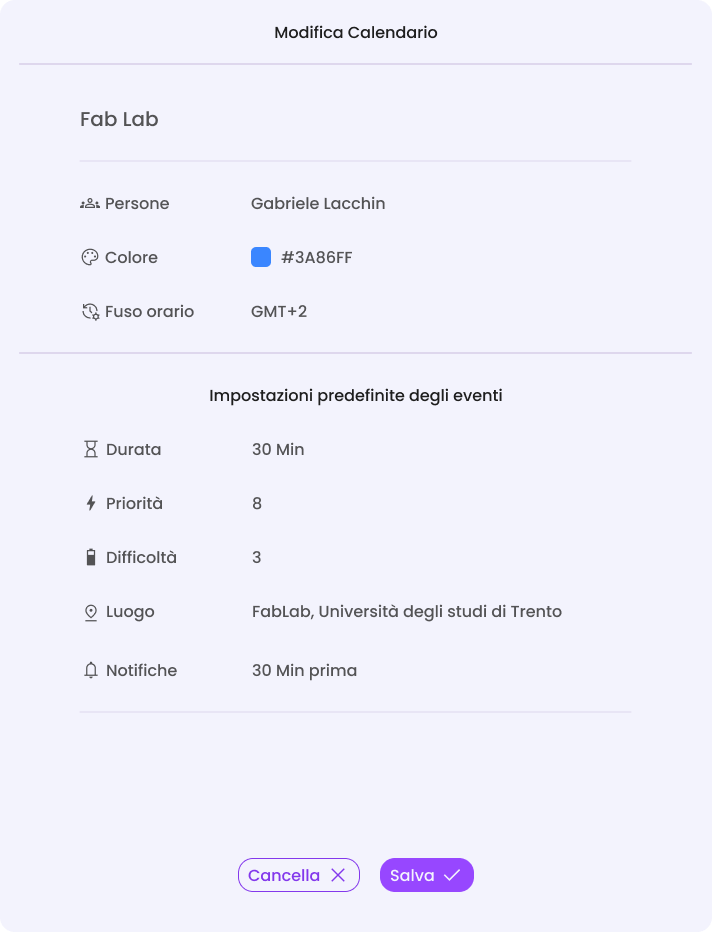 Modifica Calendario
Fab Lab
Persone Gabriele Lacchin
Colore #3A86FF
Fuso orario GMT+2
Impostazioni predefinite degli eventi
Durata 30 Min
Priorità 8
Difficoltà 3
Luogo FabLab, Università degli studi di Trento
Notifiche 30 Min prima
Cancella Salva